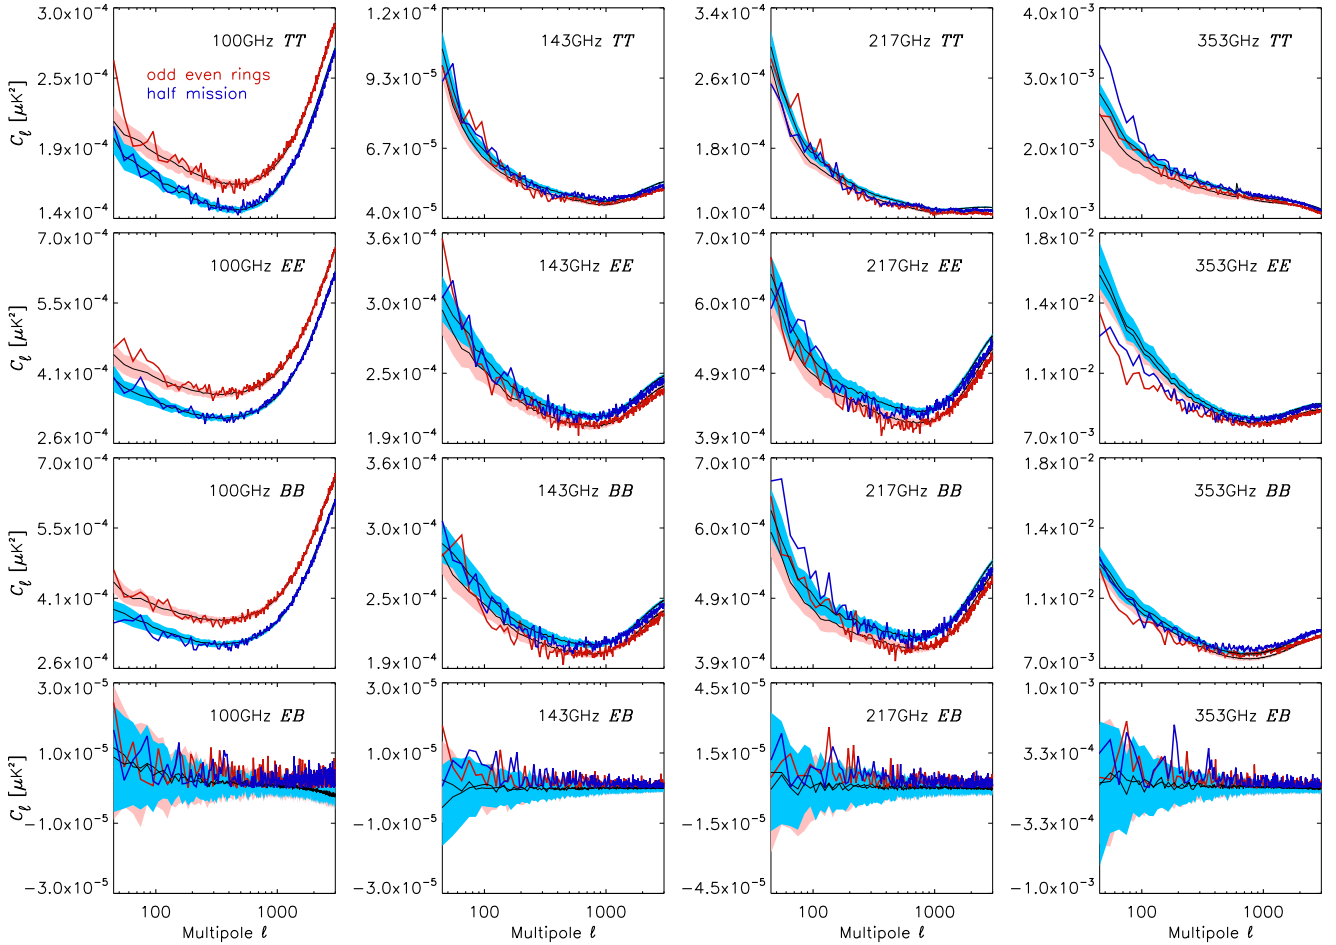 3.0x10⁻⁴ 1.2x10⁻⁴ 3.4x10⁻⁴ 4.0x10⁻³
100GHz TT 143GHz TT 217GHz TT 353GHz TT
2.5x10⁻⁴ 9.3x10⁻⁵ 2.6x10⁻⁴ 3.0x10⁻³
odd even rings
half mission
Cℓ [μK²]
1.9x10⁻⁴ 6.7x10⁻⁵ 1.8x10⁻⁴ 2.0x10⁻³
1.4x10⁻⁴ 4.0x10⁻⁵ 1.0x10⁻⁴ 1.0x10⁻³
7.0x10⁻⁴ 3.6x10⁻⁴ 7.0x10⁻⁴ 1.8x10⁻²
100GHz EE 143GHz EE 217GHz EE 353GHz EE
5.5x10⁻⁴ 3.0x10⁻⁴ 6.0x10⁻⁴ 1.4x10⁻²
Cℓ [μK²]
4.1x10⁻⁴ 2.5x10⁻⁴ 4.9x10⁻⁴ 1.1x10⁻²
2.6x10⁻⁴ 1.9x10⁻⁴ 3.9x10⁻⁴ 7.0x10⁻³
7.0x10⁻⁴ 3.6x10⁻⁴ 7.0x10⁻⁴ 1.8x10⁻²
100GHz BB 143GHz BB 217GHz BB 353GHz BB
5.5x10⁻⁴ 3.0x10⁻⁴ 6.0x10⁻⁴ 1.4x10⁻²
Cℓ [μK²]
4.1x10⁻⁴ 2.5x10⁻⁴ 4.9x10⁻⁴ 1.1x10⁻²
2.6x10⁻⁴ 1.9x10⁻⁴ 3.9x10⁻⁴ 7.0x10⁻³
3.0x10⁻⁵ 3.0x10⁻⁵ 4.5x10⁻⁵ 1.0x10⁻³
100GHz EB 143GHz EB 217GHz EB 353GHz EB
1.0x10⁻⁵ 1.0x10⁻⁵ 1.5x10⁻⁵ 3.3x10⁻⁴
Cℓ [μK²]
−1.0x10⁻⁵ −1.0x10⁻⁵ −1.5x10⁻⁵ −3.3x10⁻⁴
−3.0x10⁻⁵ −3.0x10⁻⁵ −4.5x10⁻⁵ −1.0x10⁻³
100 1000 100 1000 100 1000 100 1000
Multipole ℓ Multipole ℓ Multipole ℓ Multipole ℓ